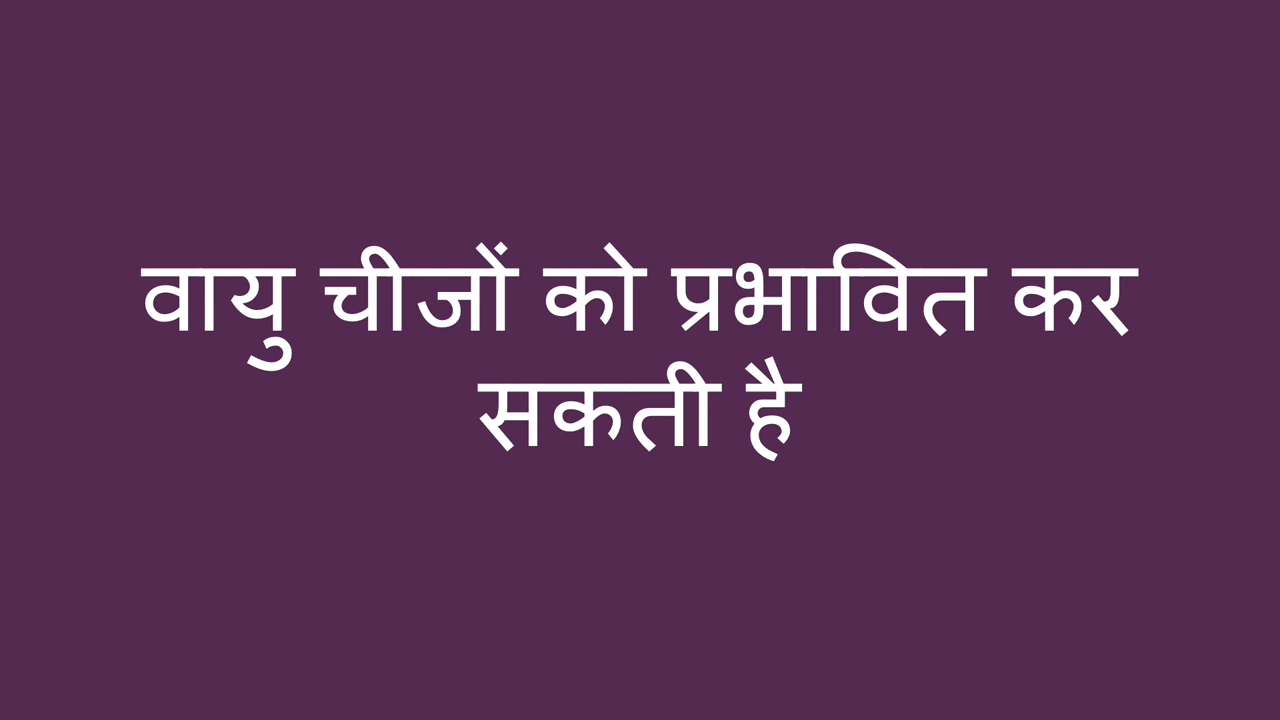 वायु चीजों को प्रभावित कर
सकती है